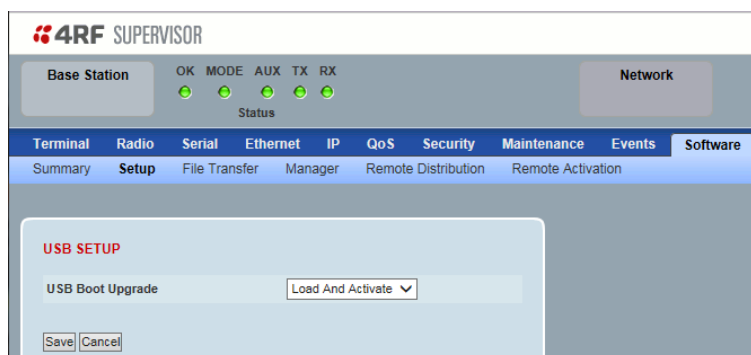 4RF SUPERVISOR
Base Station
OK MODE AUX TX RX
Status
Network
Terminal Radio Serial Ethernet IP QoS Security Maintenance Events Software
Summary Setup File Transfer Manager Remote Distribution Remote Activation
USB SETUP
USB Boot Upgrade Load And Activate
Save Cancel